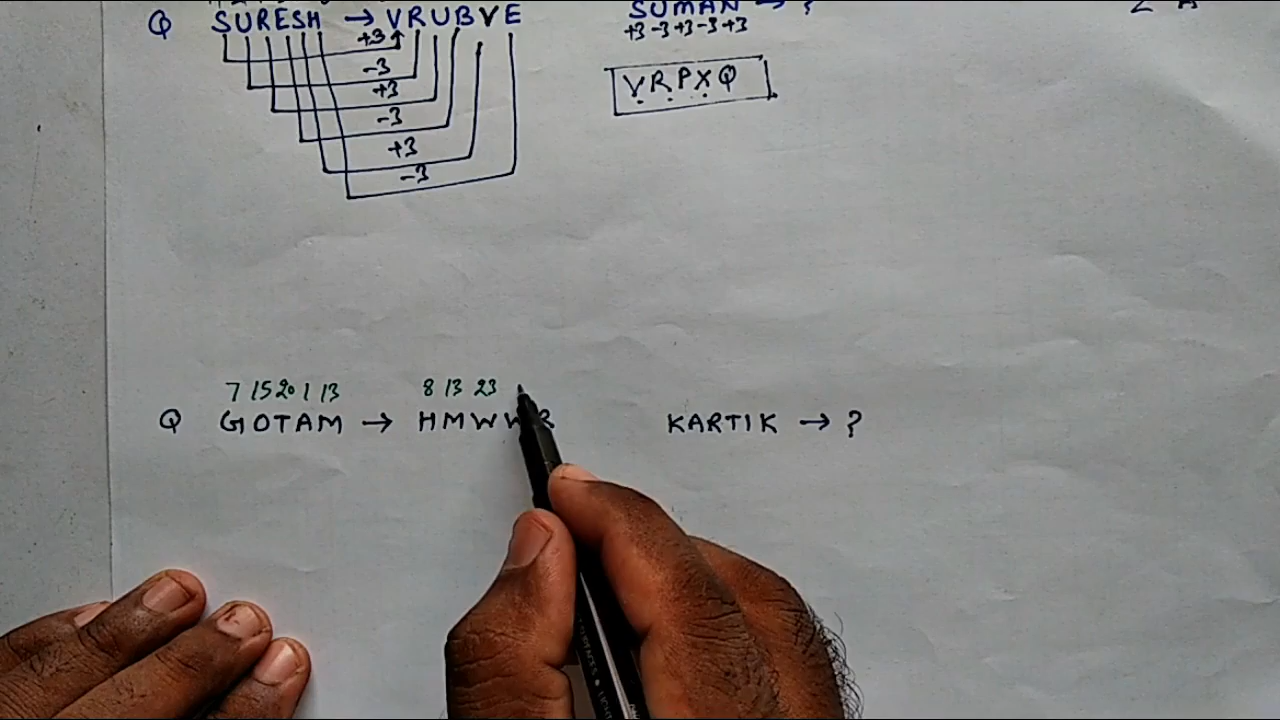 Q SURESH → VRUBVE
+3
-3
+3
-3
+3
-3
SUMAN → ?
+3 -3 +3 -3 +3
VRPXQ
7 15 20 1 13 8 13 23
Q GOTAM → HMWW KARTIK → ?